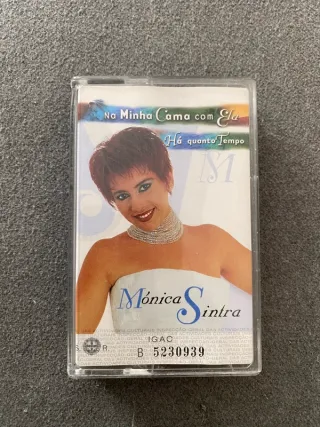 Na Minha Cama com Ela
Há quanto Tempo
M
Mónica Sintra
IGAC
S R
B 5230939